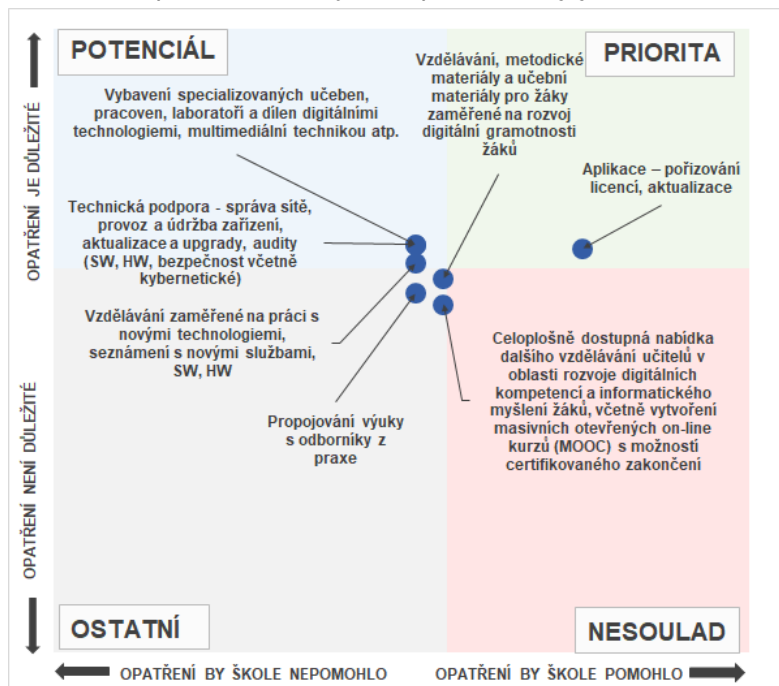 POTENCIÁL
PRIORITA
Vybavení specializovaných učeben,
pracoven, laboratoří a dílen digitálními
technologiemi, multimediální technikou atp.
Vzdělávání, metodické
materiály a učební
materiály pro žáky
zaměřené na rozvoj
digitální gramotnosti
žáků
Aplikace – pořizování
licencí, aktualizace
Technická podpora - správa sítě,
provoz a údržba zařízení,
aktualizace a upgrady, audity
(SW, HW, bezpečnost včetně
kybernetické)
Vzdělávání zaměřené na práci s
novými technologiemi,
seznámení s novými službami,
SW, HW
Propojování výuky
s odborníky z
praxe
Celoplošně dostupná nabídka
dalšího vzdělávání učitelů v
oblasti rozvoje digitálních
kompetencí a informatického
myšlení žáků, včetně vytvoření
masivních otevřených on-line
kurzů (MOOC) s možností
certifikovaného zakončení
OSTATNÍ
NESOULAD
OPATŘENÍ JE DŮLEŽITÉ
OPATŘENÍ NENÍ DŮLEŽITÉ
OPATŘENÍ BY ŠKOLE NEPOMOHLO
OPATŘENÍ BY ŠKOLE POMOHLO